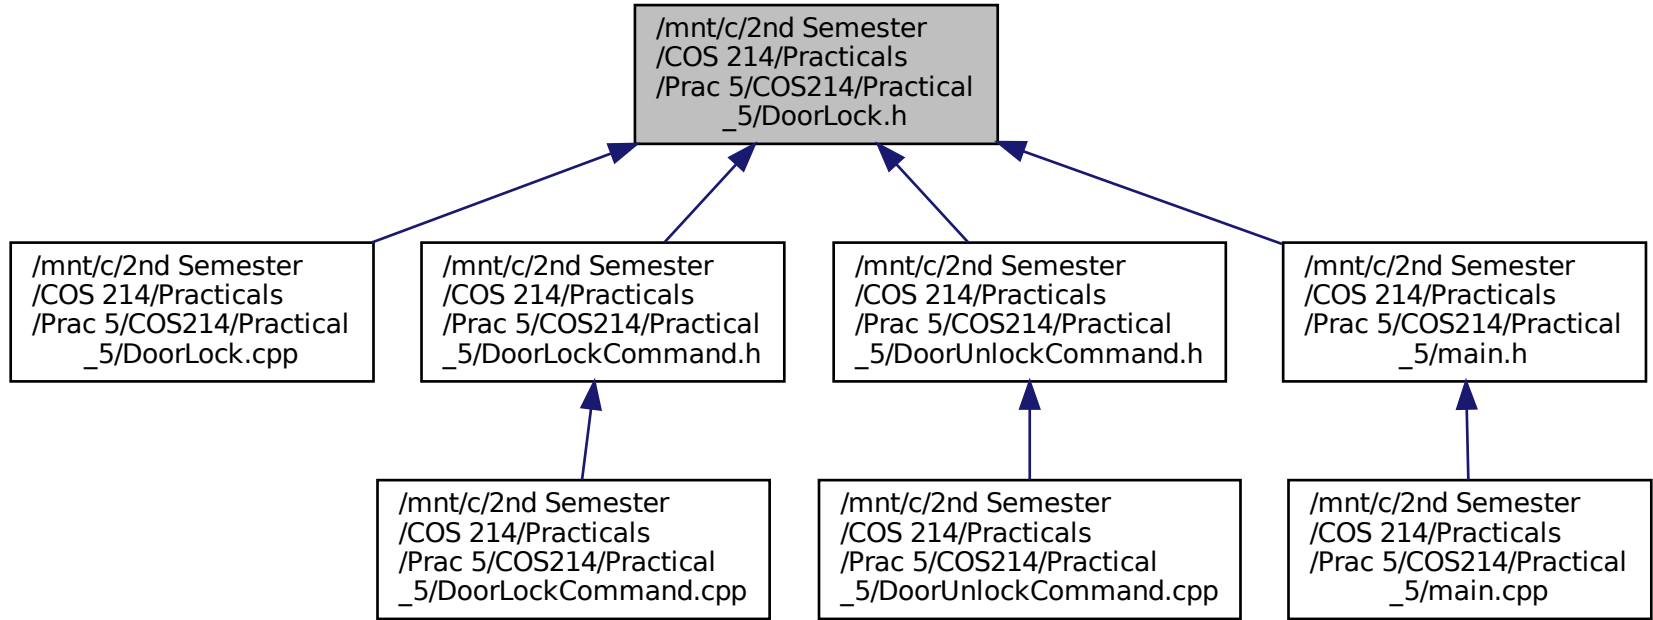 /mnt/c/2nd Semester
/COS 214/Practicals
/Prac 5/COS214/Practical
_5/DoorLock.h
/mnt/c/2nd Semester
/COS 214/Practicals
/Prac 5/COS214/Practical
_5/DoorLock.cpp
/mnt/c/2nd Semester
/COS 214/Practicals
/Prac 5/COS214/Practical
_5/DoorLockCommand.h
/mnt/c/2nd Semester
/COS 214/Practicals
/Prac 5/COS214/Practical
_5/DoorUnlockCommand.h
/mnt/c/2nd Semester
/COS 214/Practicals
/Prac 5/COS214/Practical
_5/main.h
/mnt/c/2nd Semester
/COS 214/Practicals
/Prac 5/COS214/Practical
_5/DoorLockCommand.cpp
/mnt/c/2nd Semester
/COS 214/Practicals
/Prac 5/COS214/Practical
_5/DoorUnlockCommand.cpp
/mnt/c/2nd Semester
/COS 214/Practicals
/Prac 5/COS214/Practical
_5/main.cpp